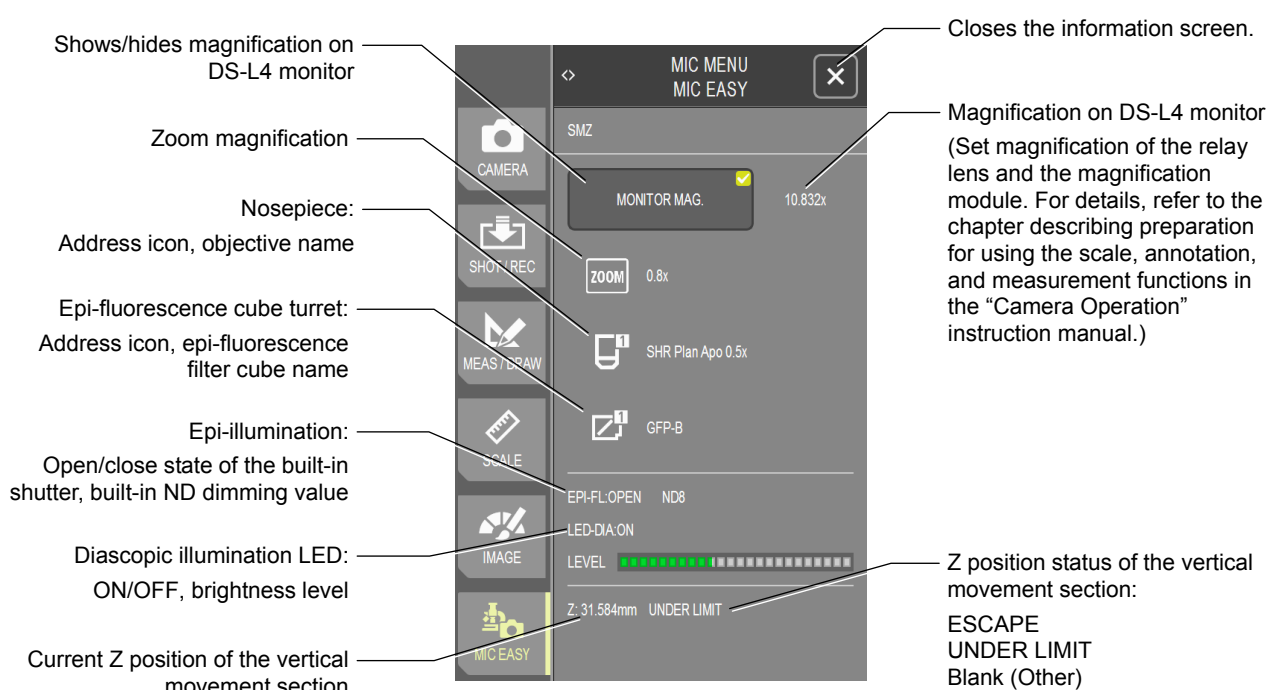 Shows/hides magnification on
DS-L4 monitor
Zoom magnification
Nosepiece:
Address icon, objective name
Epi-fluorescence cube turret:
Address icon, epi-fluorescence
filter cube name
Epi-illumination:
Open/close state of the built-in
shutter, built-in ND dimming value
Diascopic illumination LED:
ON/OFF, brightness level
Current Z position of the vertical
movement section
CAMERA
SHOT / REC
MEAS / DRAW
SCALE
IMAGE
MIC EASY
<> MIC MENU
MIC EASY
SMZ
MONITOR MAG. 10.832x
ZOOM 0.8x
1 SHR Plan Apo 0.5x
1 GFP-B
EPI-FL:OPEN ND8
LED-DIA:ON
LEVEL
Z: 31.584mm UNDER LIMIT
Closes the information screen.
Magnification on DS-L4 monitor
(Set magnification of the relay
lens and the magnification
module. For details, refer to the
chapter describing preparation
for using the scale, annotation,
and measurement functions in
the “Camera Operation”
instruction manual.)
Z position status of the vertical
movement section:
ESCAPE
UNDER LIMIT
Blank (Other)